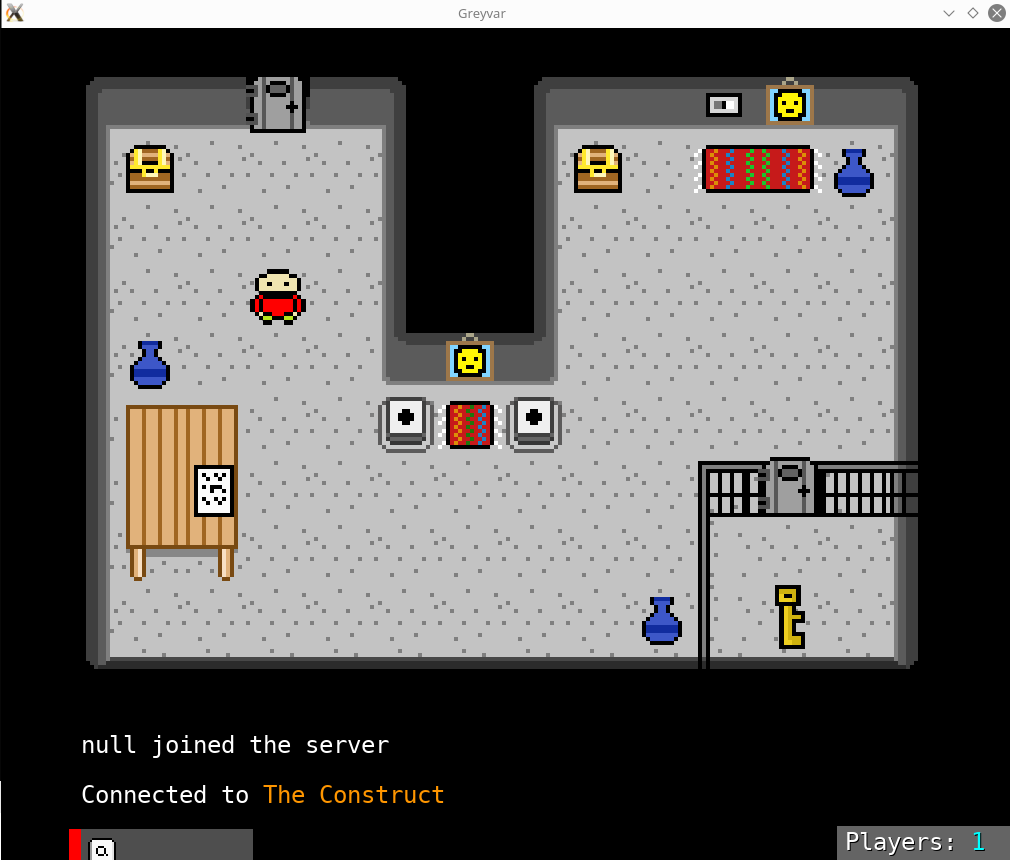 Greyvar
null joined the server
Connected to The Construct
Players: 1